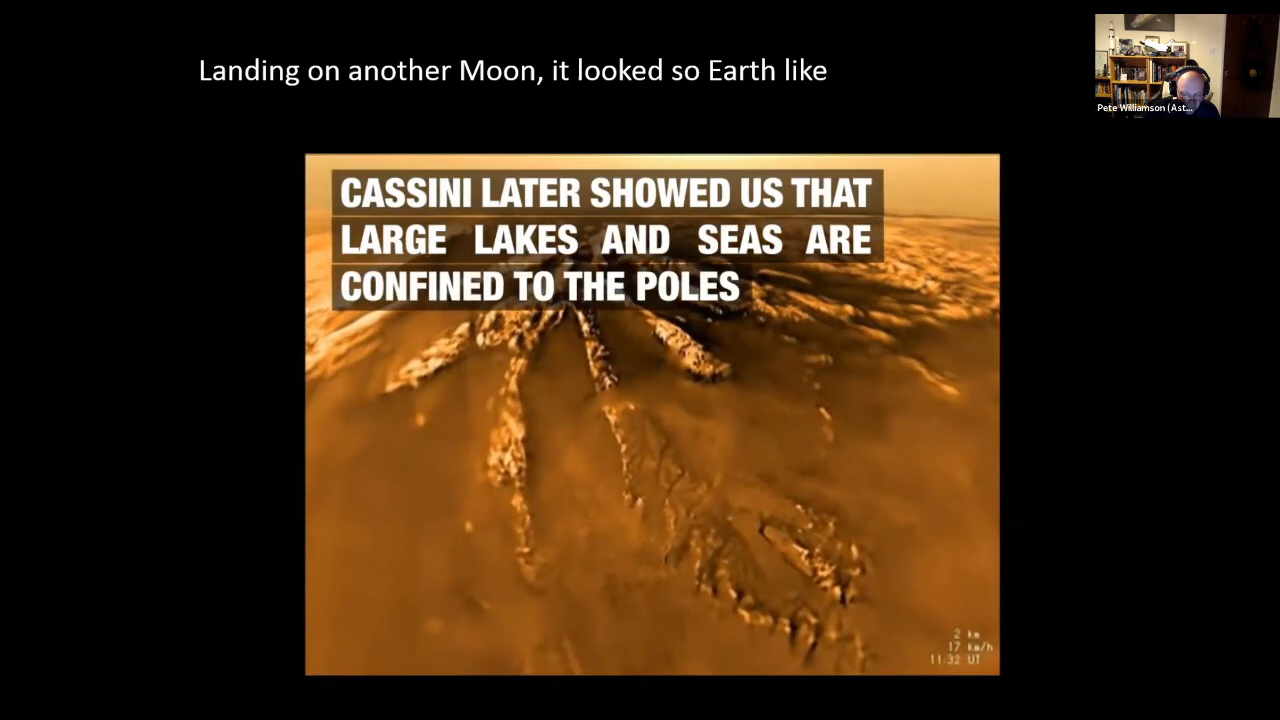 Landing on another Moon, it looked so Earth like
Pete Williamson (Ast...
CASSINI LATER SHOWED US THAT
LARGE LAKES AND SEAS ARE
CONFINED TO THE POLES
2 km
17 km/h
11:32 UT